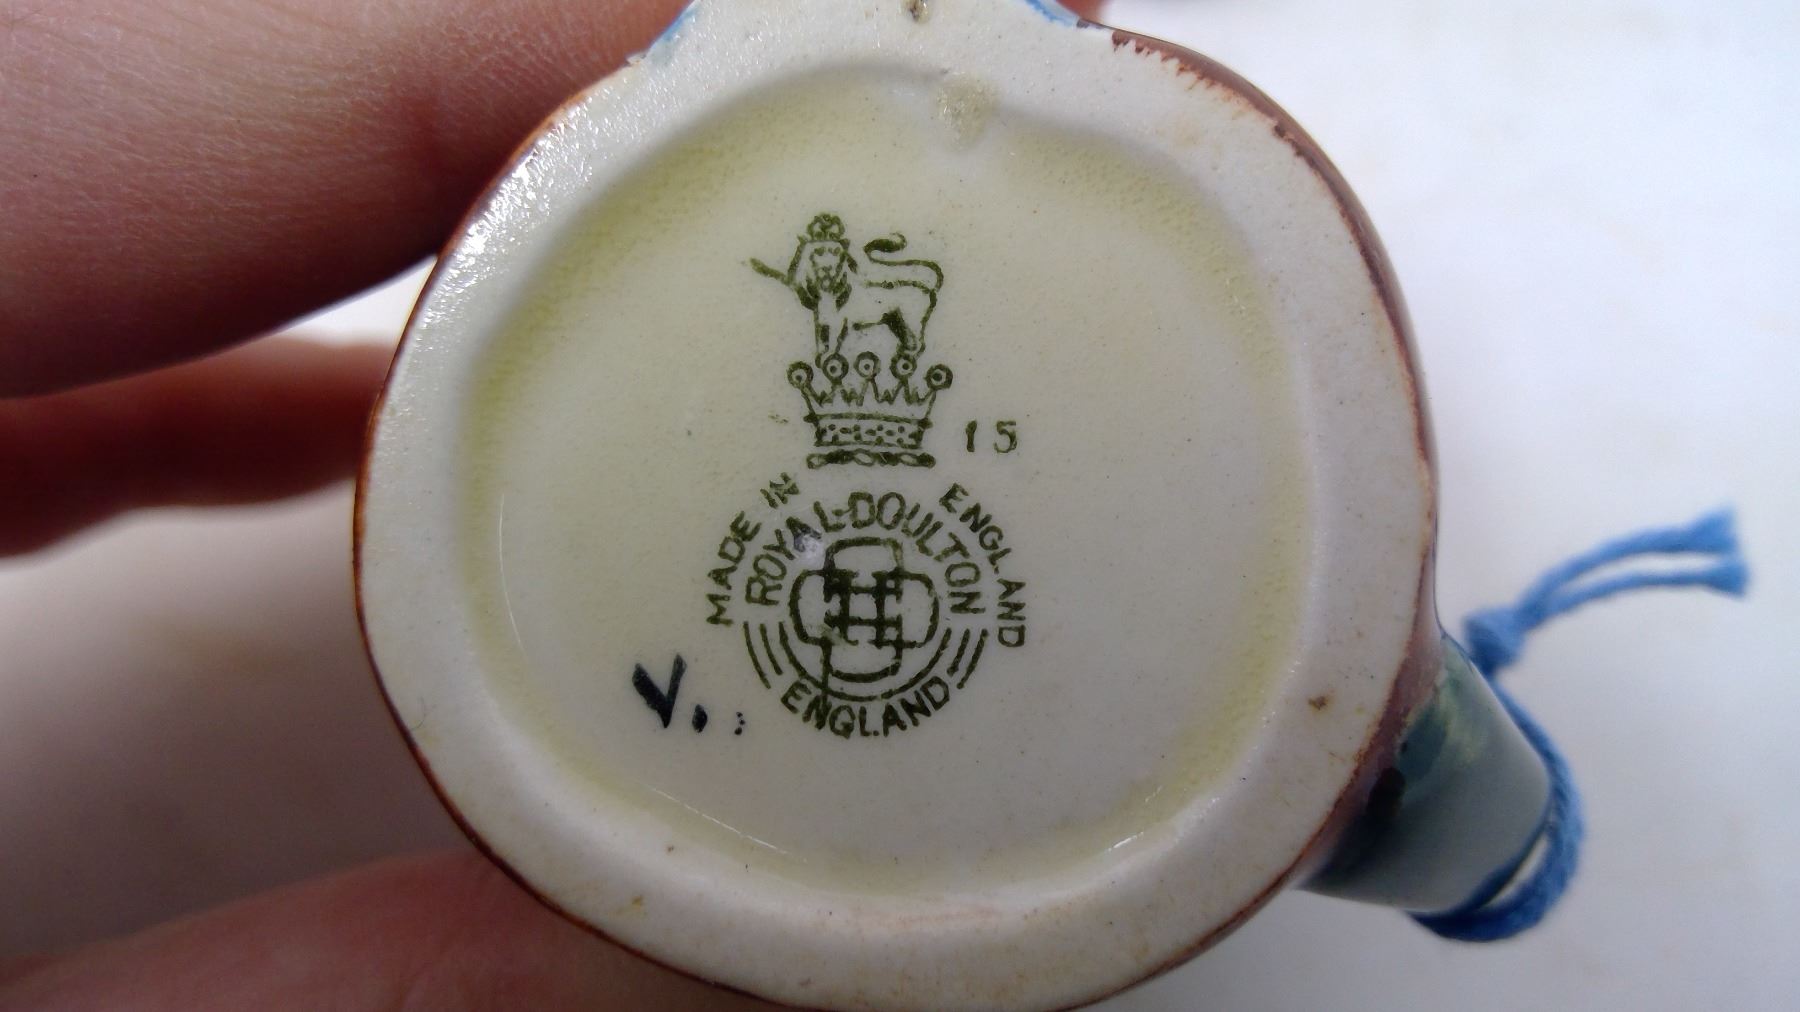 15
MADE IN ENGLAND
ROYAL-DOULTON
ENGLAND
V.